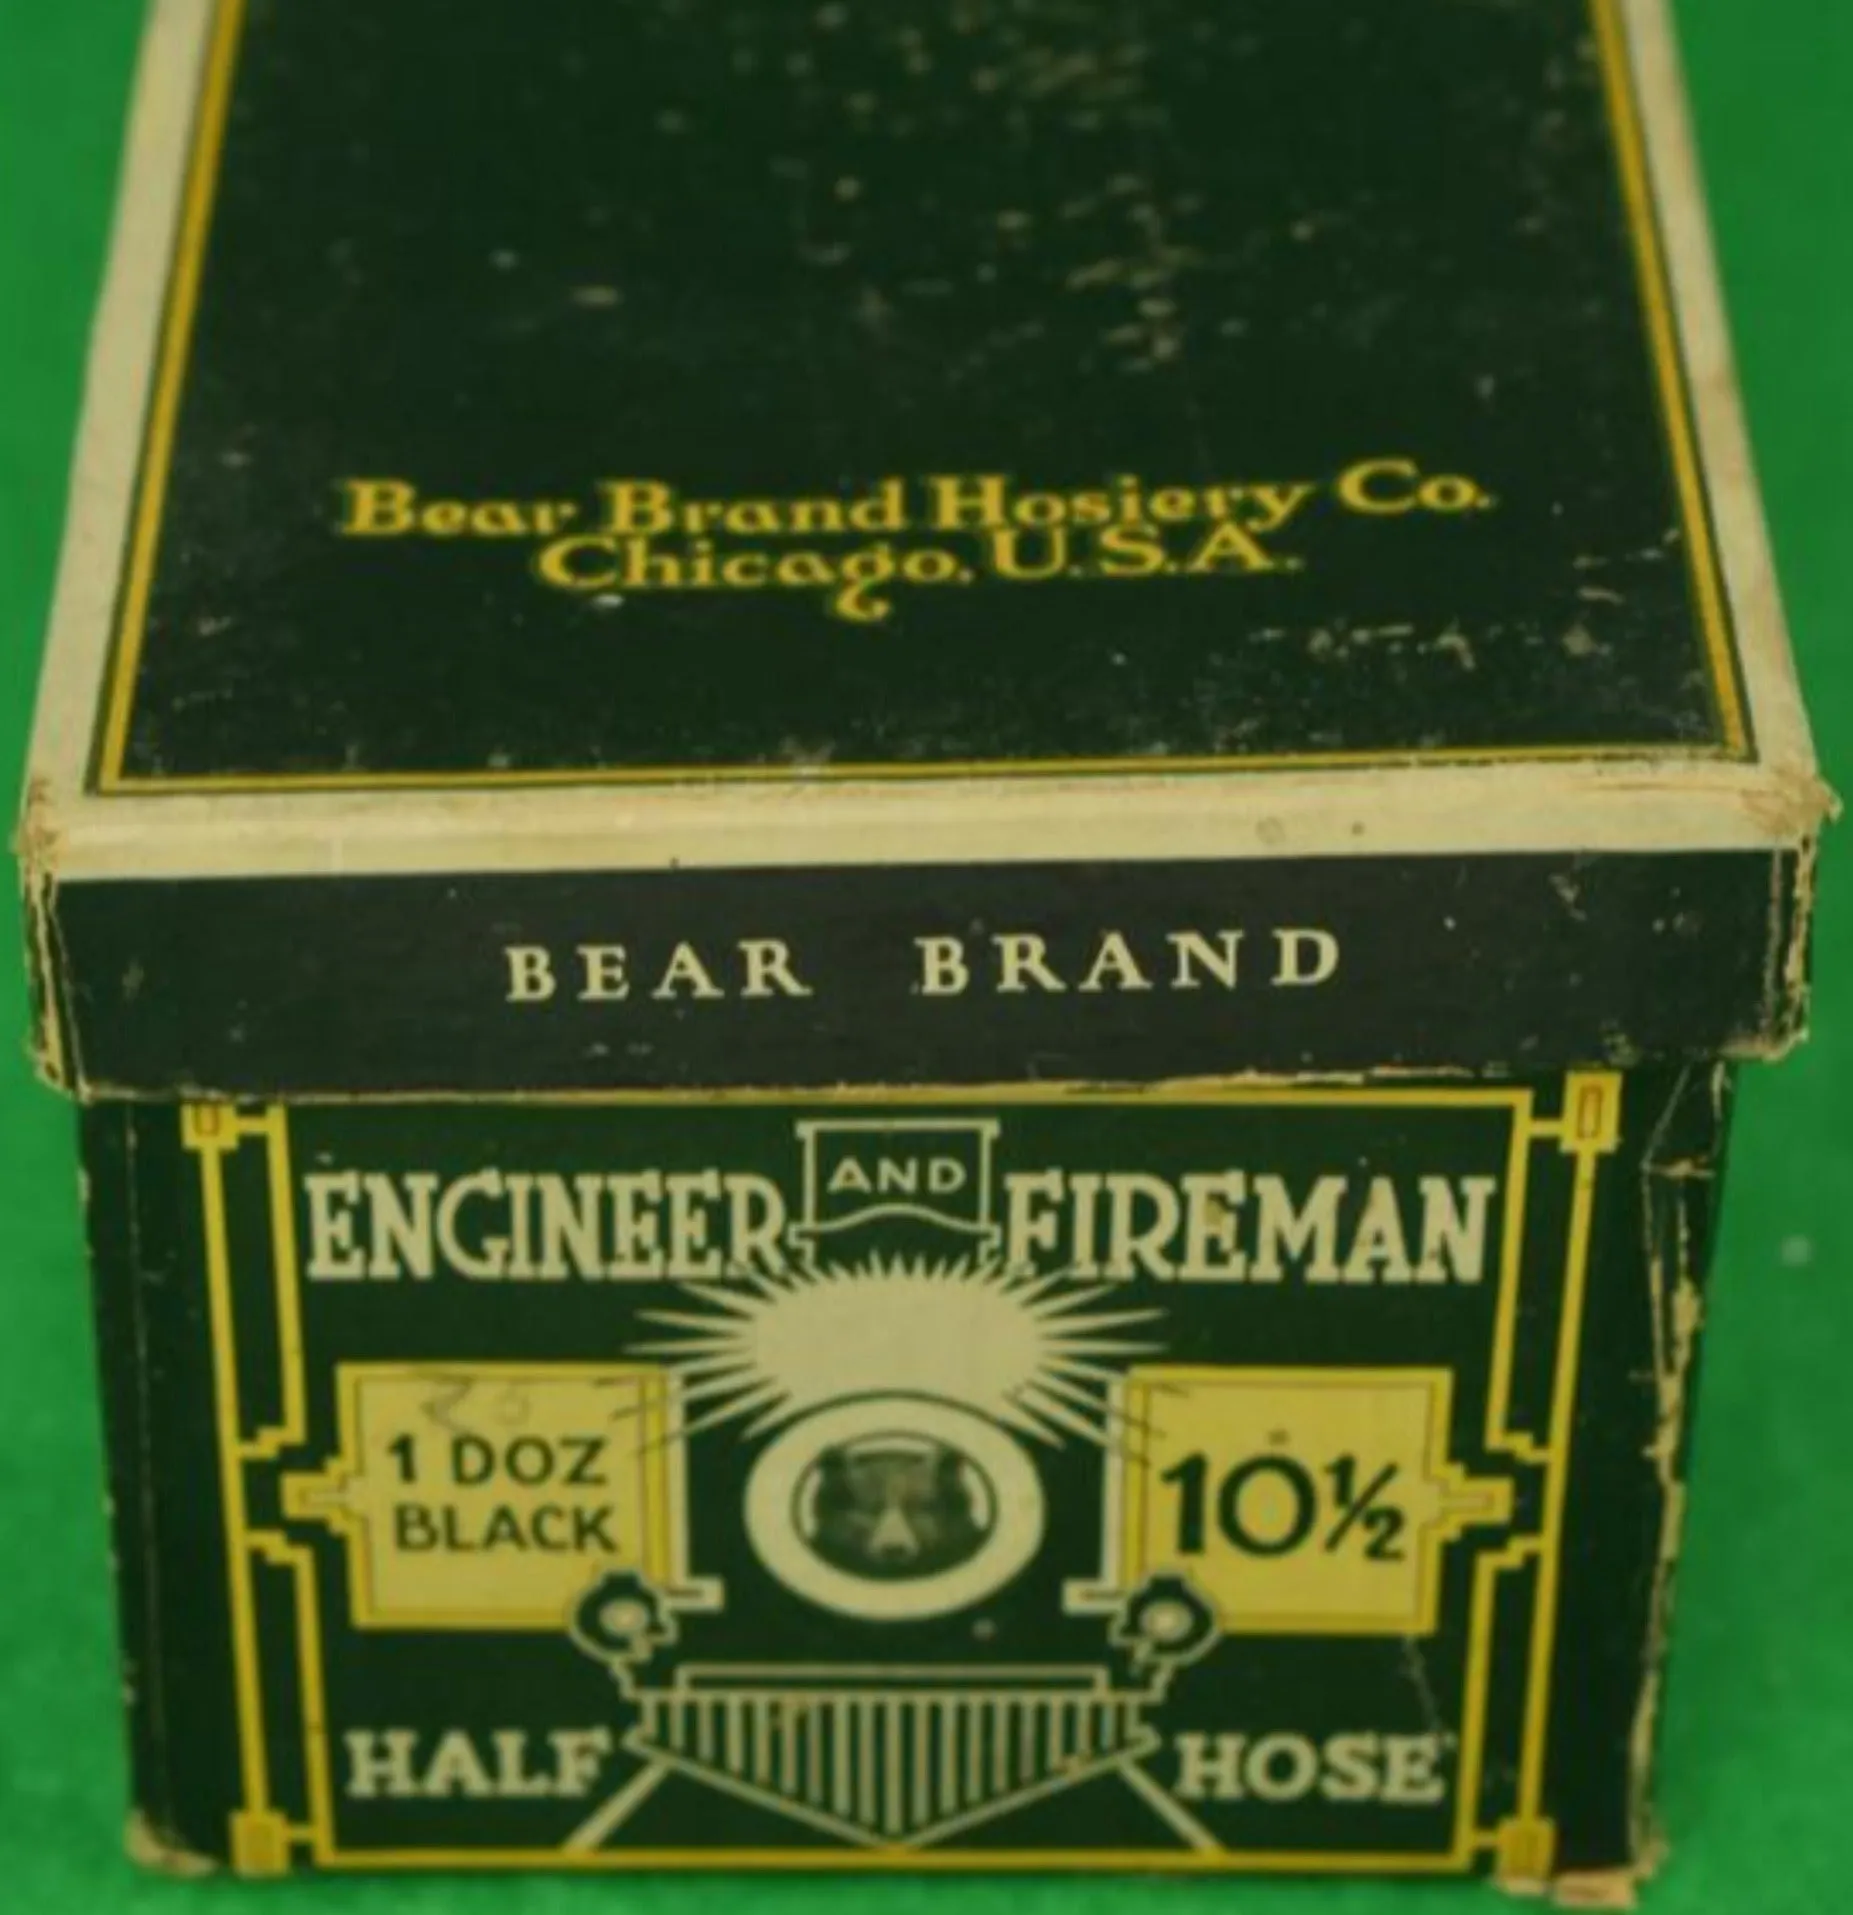 Bear Brand Hosiery Co.
Chicago. U.S.A.
BEAR BRAND
ENGINEER AND FIREMAN
1 DOZ
BLACK
10½
HALF HOSE